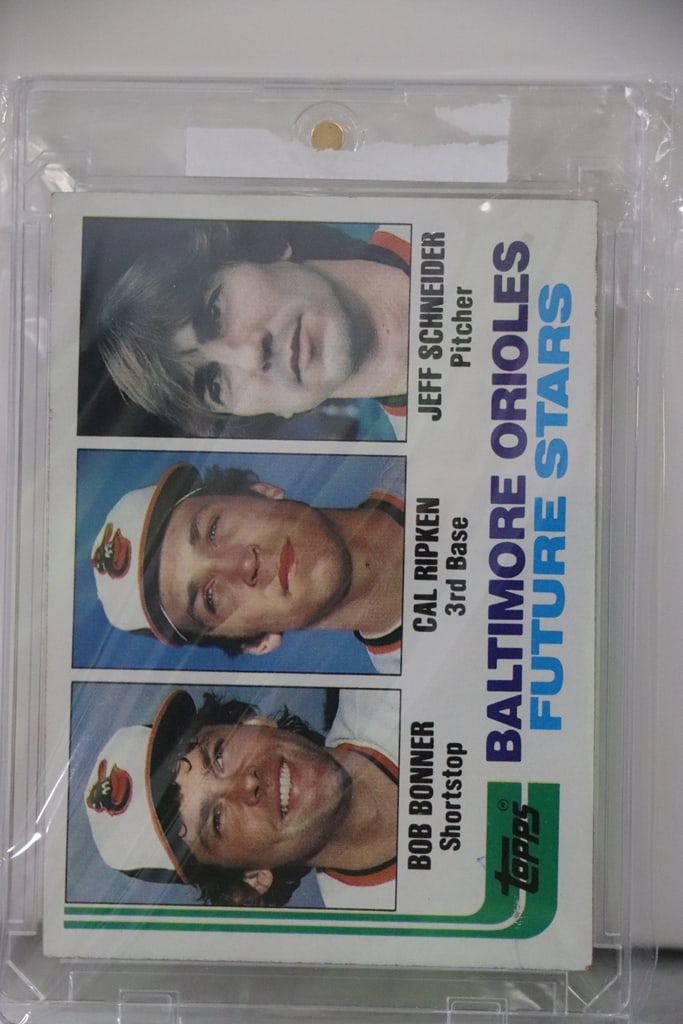 BOB BONNER
Shortstop
CAL RIPKEN
3rd Base
JEFF SCHNEIDER
Pitcher
topps®
BALTIMORE ORIOLES
FUTURE STARS